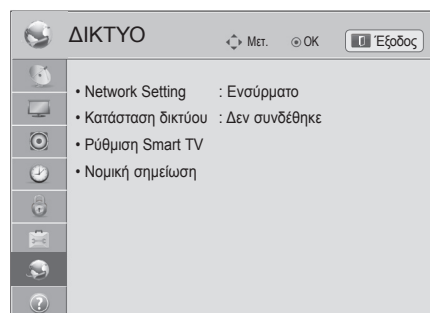 ΔΙΚΤΥΟ Μετ. OK Έξοδος
• Network Setting : Ενσύρματο
• Κατάσταση δικτύου : Δεν συνδέθηκε
• Ρύθμιση Smart TV
• Νομική σημείωση